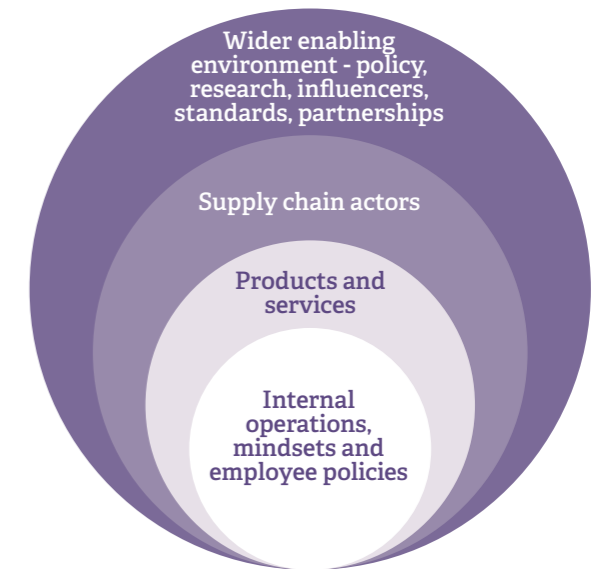 Wider enabling
environment - policy,
research, influencers,
standards, partnerships
Supply chain actors
Products and
services
Internal
operations,
mindsets and
employee policies